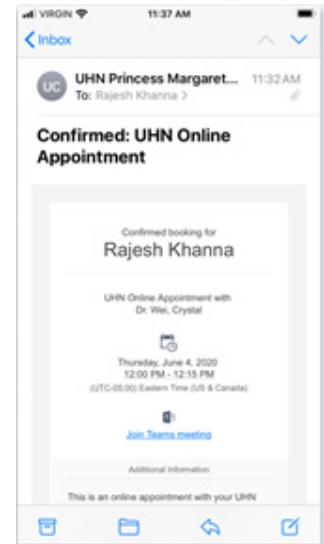 VIRGIN 11:37 AM
Inbox
UC
UHN Princess Margaret... 11:32 AM
To: Rajesh Khanna >
Confirmed: UHN Online
Appointment
Confirmed booking for
Rajesh Khanna
UHN Online Appointment with
Dr. Wei, Crystal
Thursday, June 4, 2020
12:00 PM - 12:15 PM
(UTC-05:00) Eastern Time (US & Canada)
Join Teams meeting
Additional Information
This is an online appointment with your UHN